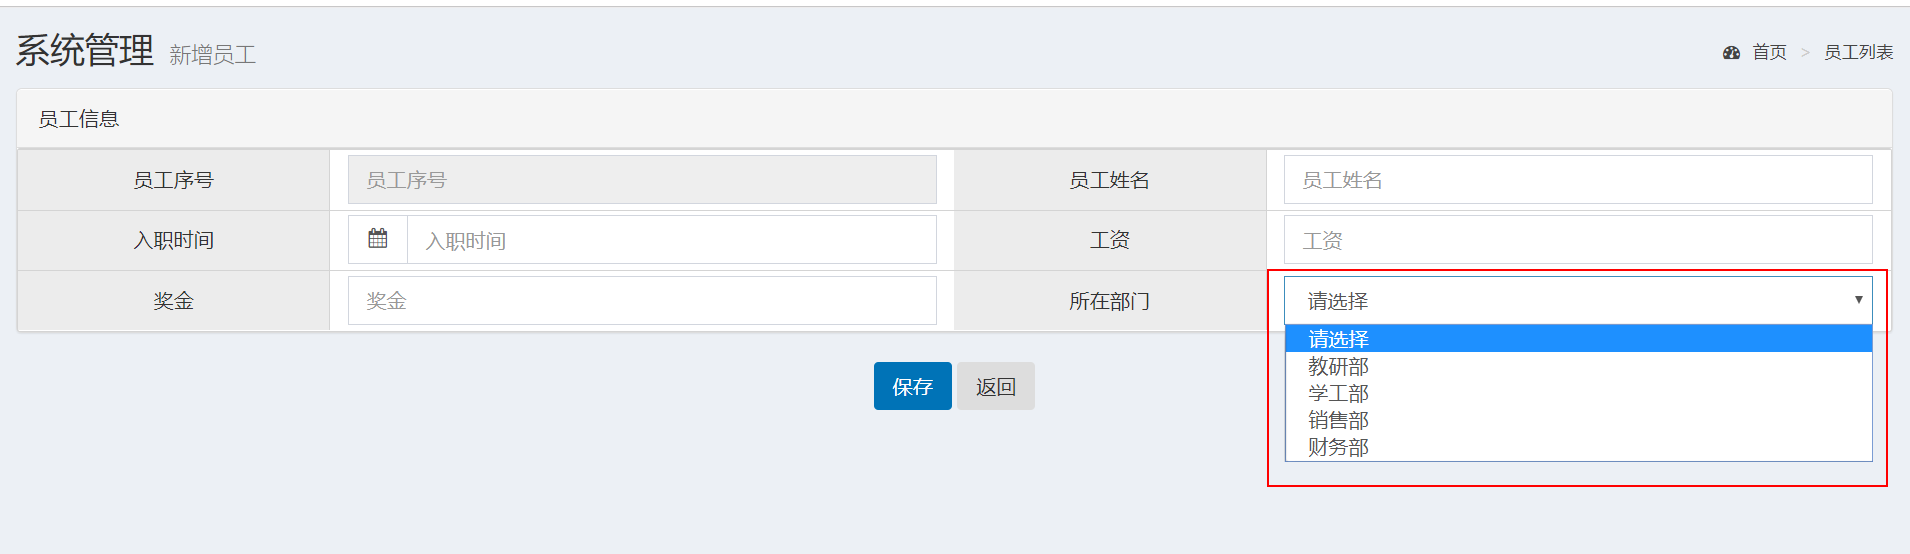 系统管理 新增员工
首页 > 员工列表
员工信息
员工序号 员工序号 员工姓名 员工姓名
入职时间 入职时间 工资 工资
奖金 奖金 所在部门 请选择
请选择
教研部
学工部
销售部
财务部
保存 返回